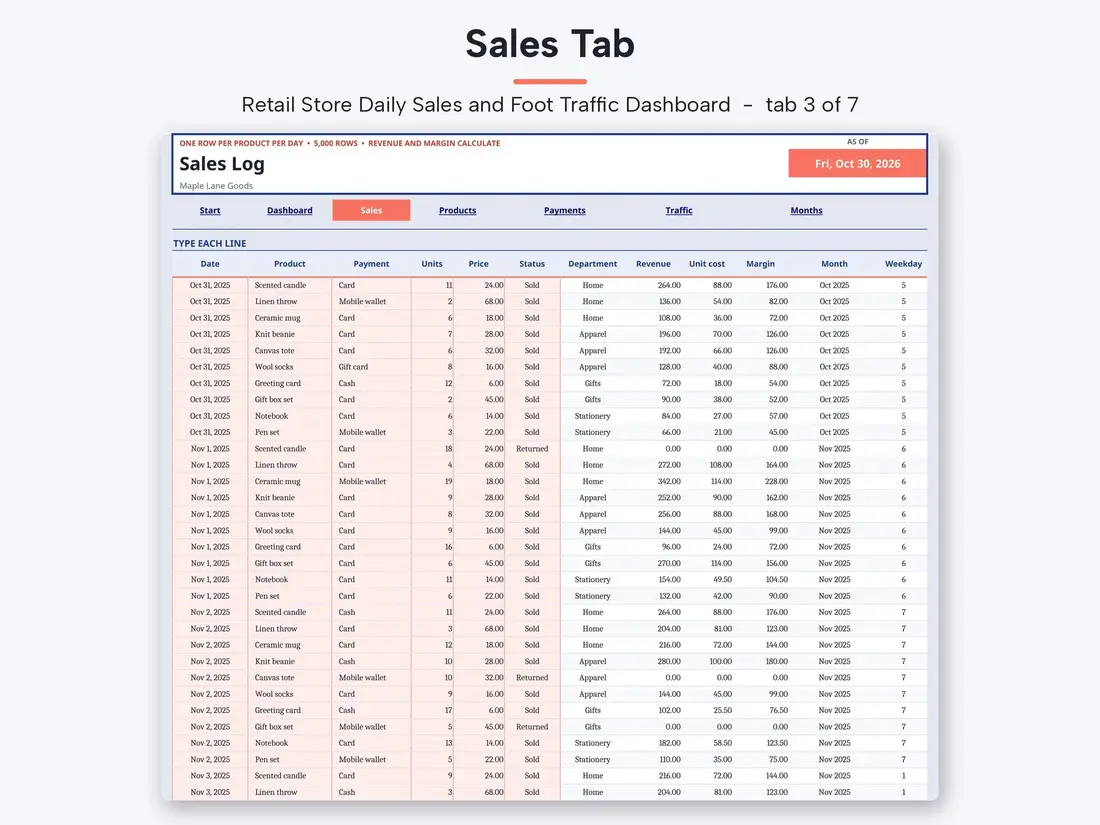 Sales Tab
Retail Store Daily Sales and Foot Traffic Dashboard – tab 3 of 7
ONE ROW PER PRODUCT PER DAY • 5,000 ROWS • REVENUE AND MARGIN CALCULATE
AS OF
Sales Log
Fri, Oct 30, 2026
Maple Lane Goods
Start Dashboard Sales Products Payments Traffic Months
TYPE EACH LINE
Date Product Payment Units Price Status Department Revenue Unit cost Margin Month Weekday
Oct 31, 2025 Scented candle Card 11 24.00 Sold Home 264.00 88.00 176.00 Oct 2025 5
Oct 31, 2025 Linen throw Mobile wallet 2 68.00 Sold Home 136.00 54.00 82.00 Oct 2025 5
Oct 31, 2025 Ceramic mug Card 6 18.00 Sold Home 108.00 36.00 72.00 Oct 2025 5
Oct 31, 2025 Knit beanie Card 7 28.00 Sold Apparel 196.00 70.00 126.00 Oct 2025 5
Oct 31, 2025 Canvas tote Card 6 32.00 Sold Apparel 192.00 66.00 126.00 Oct 2025 5
Oct 31, 2025 Wool socks Gift card 8 16.00 Sold Apparel 128.00 40.00 88.00 Oct 2025 5
Oct 31, 2025 Greeting card Cash 12 6.00 Sold Gifts 72.00 18.00 54.00 Oct 2025 5
Oct 31, 2025 Gift box set Card 2 45.00 Sold Gifts 90.00 38.00 52.00 Oct 2025 5
Oct 31, 2025 Notebook Card 6 14.00 Sold Stationery 84.00 27.00 57.00 Oct 2025 5
Oct 31, 2025 Pen set Mobile wallet 3 22.00 Sold Stationery 66.00 21.00 45.00 Oct 2025 5
Nov 1, 2025 Scented candle Card 18 24.00 Returned Home 0.00 0.00 0.00 Nov 2025 6
Nov 1, 2025 Linen throw Card 4 68.00 Sold Home 272.00 108.00 164.00 Nov 2025 6
Nov 1, 2025 Ceramic mug Mobile wallet 19 18.00 Sold Home 342.00 114.00 228.00 Nov 2025 6
Nov 1, 2025 Knit beanie Card 9 28.00 Sold Apparel 252.00 90.00 162.00 Nov 2025 6
Nov 1, 2025 Canvas tote Card 8 32.00 Sold Apparel 256.00 88.00 168.00 Nov 2025 6
Nov 1, 2025 Wool socks Card 9 16.00 Sold Apparel 144.00 45.00 99.00 Nov 2025 6
Nov 1, 2025 Greeting card Card 16 6.00 Sold Gifts 96.00 24.00 72.00 Nov 2025 6
Nov 1, 2025 Gift box set Card 6 45.00 Sold Gifts 270.00 114.00 156.00 Nov 2025 6
Nov 1, 2025 Notebook Card 11 14.00 Sold Stationery 154.00 49.50 104.50 Nov 2025 6
Nov 1, 2025 Pen set Card 6 22.00 Sold Stationery 132.00 42.00 90.00 Nov 2025 6
Nov 2, 2025 Scented candle Cash 11 24.00 Sold Home 264.00 88.00 176.00 Nov 2025 7
Nov 2, 2025 Linen throw Card 3 68.00 Sold Home 204.00 81.00 123.00 Nov 2025 7
Nov 2, 2025 Ceramic mug Card 12 18.00 Sold Home 216.00 72.00 144.00 Nov 2025 7
Nov 2, 2025 Knit beanie Cash 10 28.00 Sold Apparel 280.00 100.00 180.00 Nov 2025 7
Nov 2, 2025 Canvas tote Mobile wallet 10 32.00 Returned Apparel 0.00 0.00 0.00 Nov 2025 7
Nov 2, 2025 Wool socks Card 9 16.00 Sold Apparel 144.00 45.00 99.00 Nov 2025 7
Nov 2, 2025 Greeting card Cash 17 6.00 Sold Gifts 102.00 25.50 76.50 Nov 2025 7
Nov 2, 2025 Gift box set Mobile wallet 5 45.00 Returned Gifts 0.00 0.00 0.00 Nov 2025 7
Nov 2, 2025 Notebook Card 13 14.00 Sold Stationery 182.00 58.50 123.50 Nov 2025 7
Nov 2, 2025 Pen set Mobile wallet 5 22.00 Sold Stationery 110.00 35.00 75.00 Nov 2025 7
Nov 3, 2025 Scented candle Card 9 24.00 Sold Home 216.00 72.00 144.00 Nov 2025 1
Nov 3, 2025 Linen throw Cash 3 68.00 Sold Home 204.00 81.00 123.00 Nov 2025 1